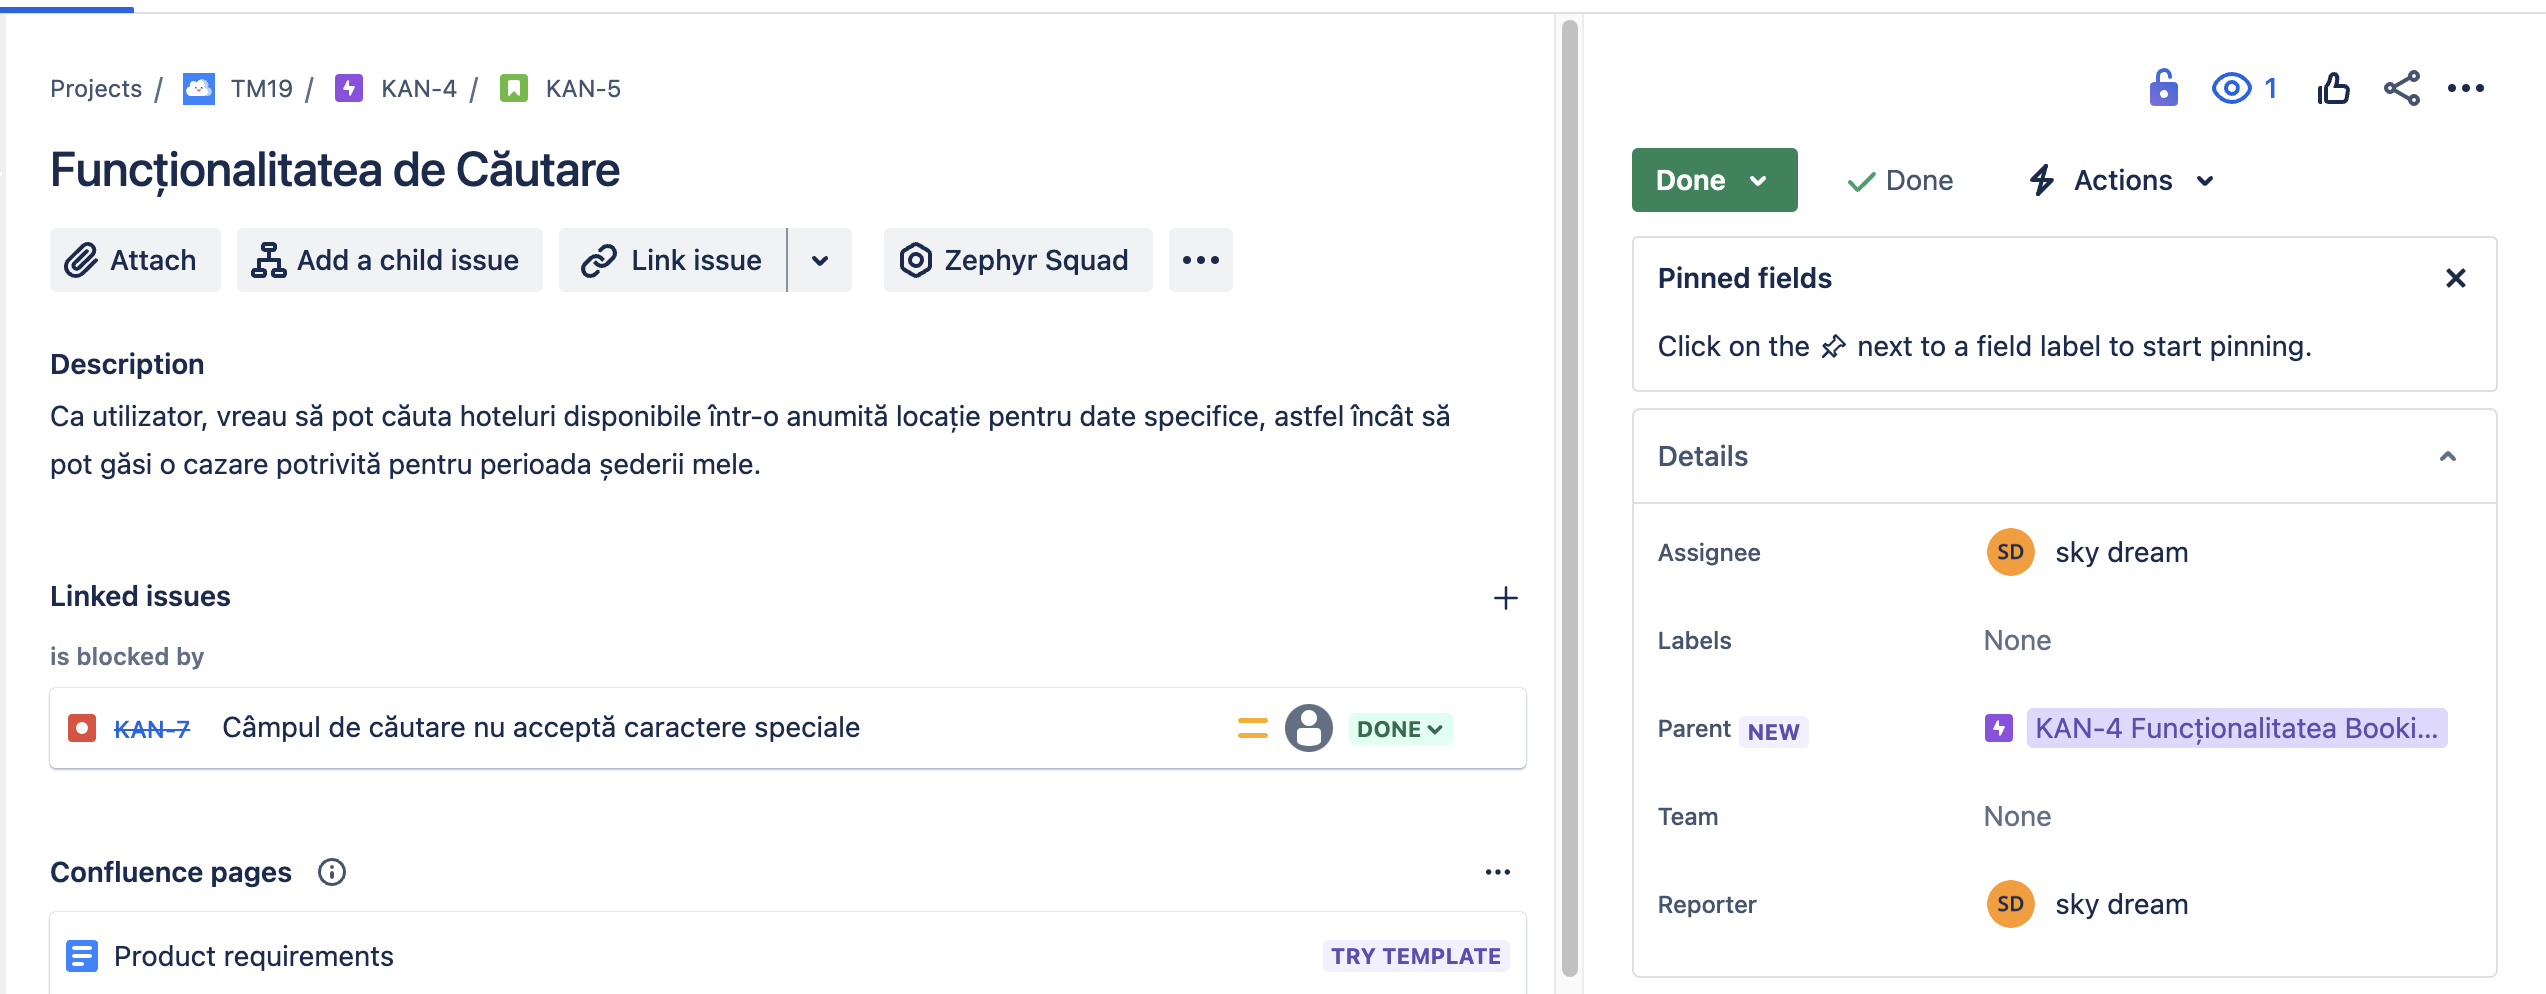 Projects / TM19 / KAN-4 / KAN-5
Funcționalitatea de Căutare
Attach Add a child issue Link issue Zephyr Squad
Description
Ca utilizator, vreau să pot căuta hoteluri disponibile într-o anumită locație pentru date specifice, astfel încât să
pot găsi o cazare potrivită pentru perioada șederii mele.
Linked issues
is blocked by
KAN-7 Câmpul de căutare nu acceptă caractere speciale DONE
Confluence pages
Product requirements TRY TEMPLATE
1
Done Done Actions
Pinned fields
Click on the next to a field label to start pinning.
Details
Assignee SD sky dream
Labels None
Parent NEW KAN-4 Funcționalitatea Booki...
Team None
Reporter SD sky dream